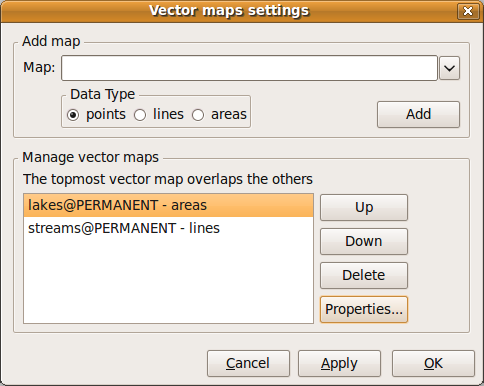 Vector maps settings
Add map
Map:
Data Type
points lines areas
Add
Manage vector maps
The topmost vector map overlaps the others
lakes@PERMANENT - areas
streams@PERMANENT - lines
Up
Down
Delete
Properties...
Cancel Apply OK